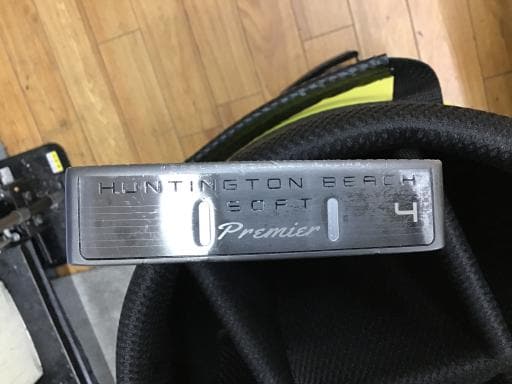 HUNTINGTON BEACH
SOFT
Premier
4